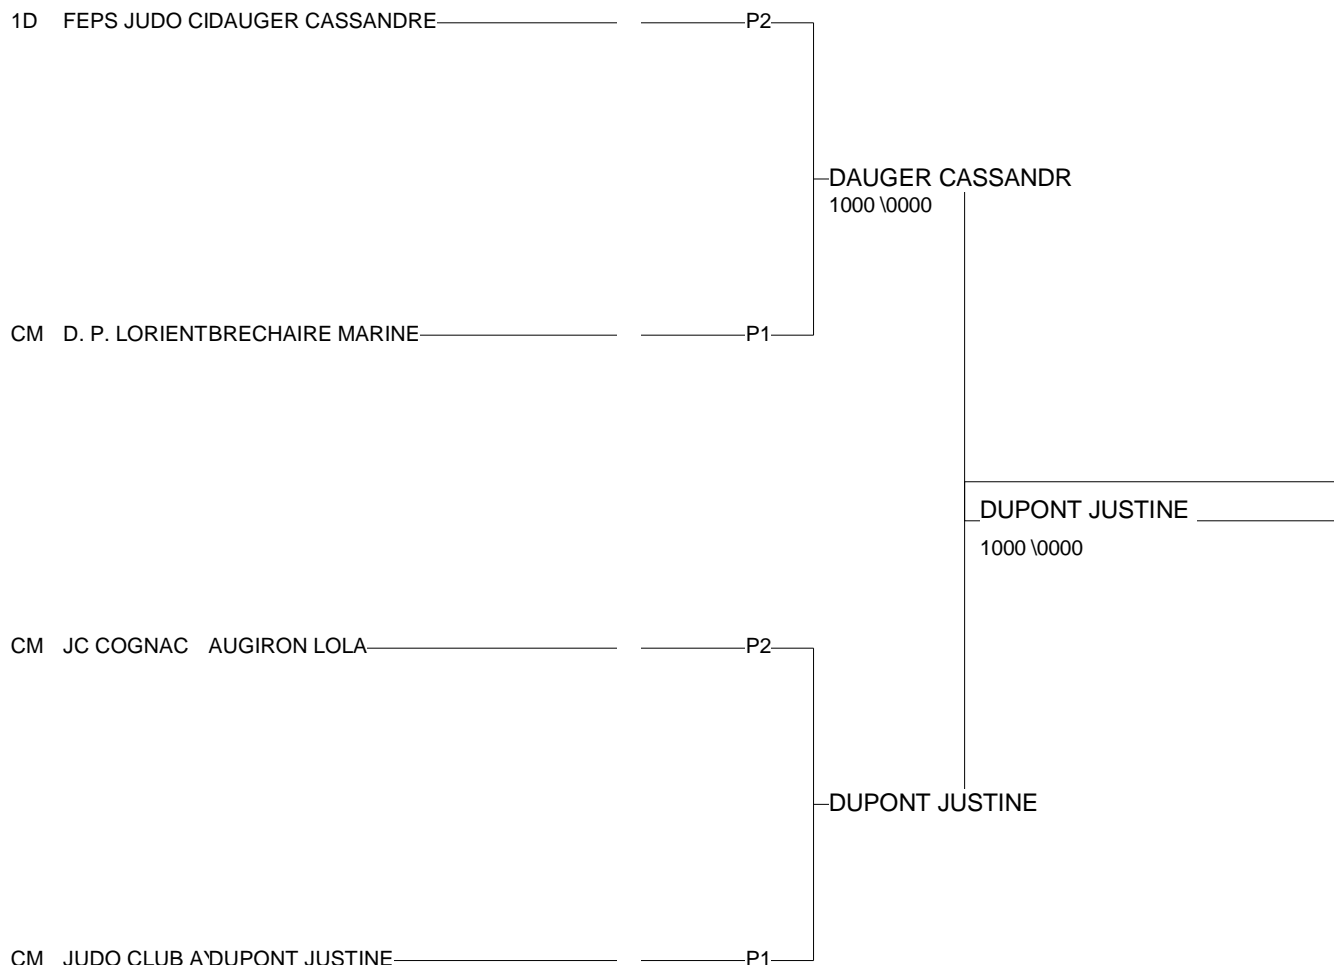 1D FEPS JUDO CIDAUGER CASSANDRE P2
DAUGER CASSANDR
1000 \0000
CM D. P. LORIENTBRECHAIRE MARINE P1
DUPONT JUSTINE
1000 \0000
CM JC COGNAC AUGIRON LOLA P2
DUPONT JUSTINE
CM JUDO CLUB A DUPONT JUSTINE P1